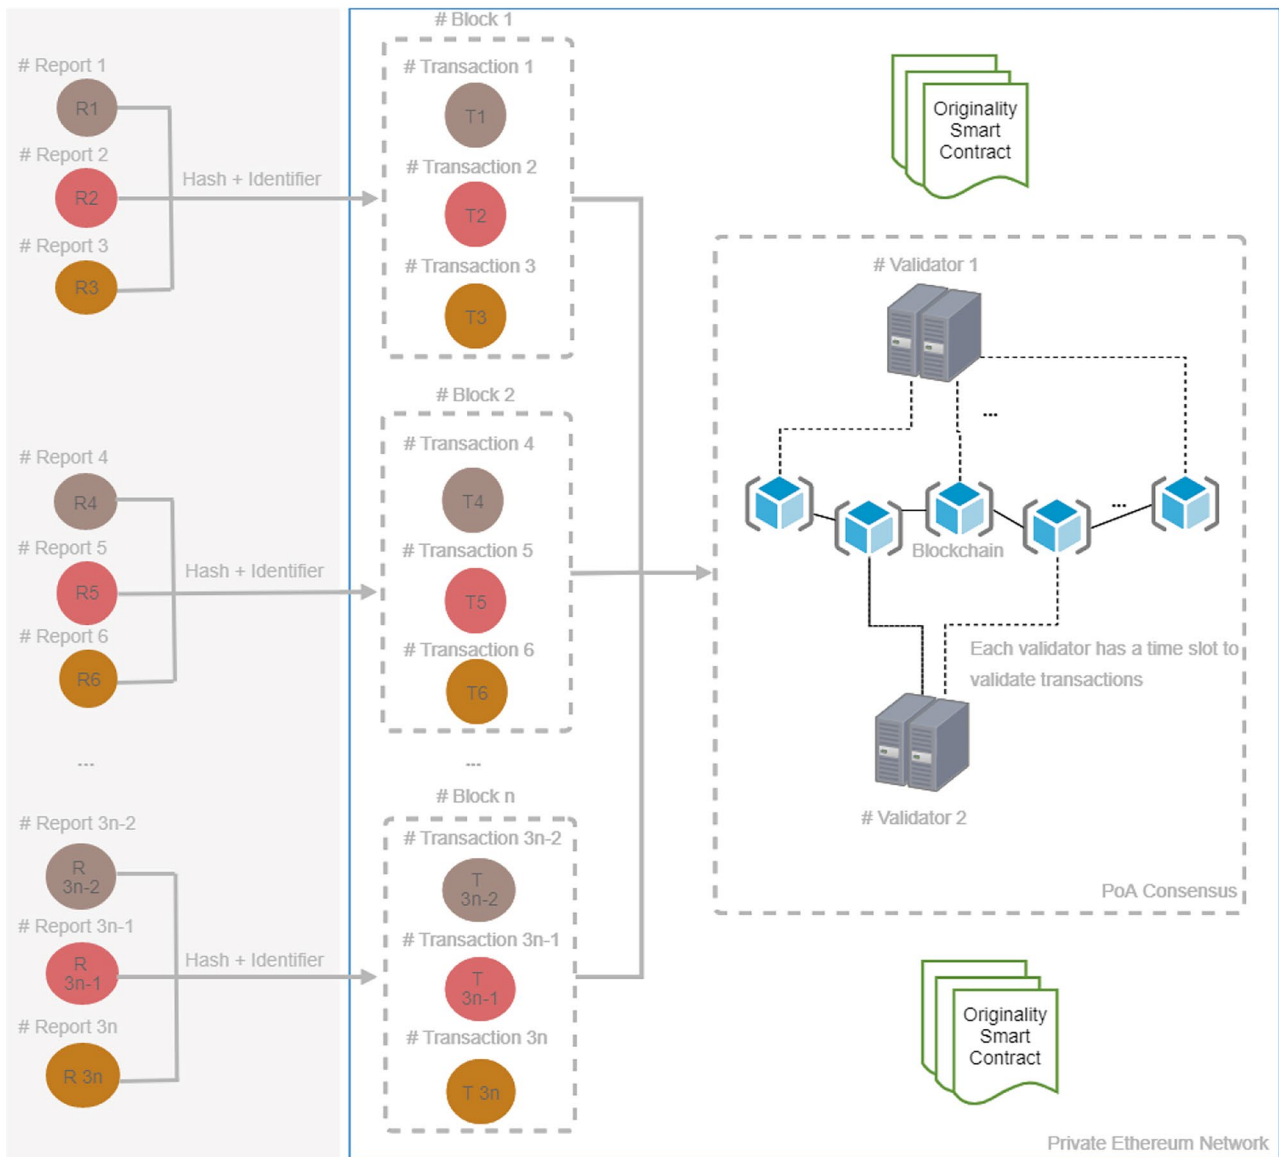 # Report 1
R1
# Report 2
R2
# Report 3
R3
Hash + Identifier
# Report 4
R4
# Report 5
R5
# Report 6
R6
Hash + Identifier
...
# Report 3n-2
R
3n-2
# Report 3n-1
R
3n-1
# Report 3n
R 3n
Hash + Identifier
# Block 1
# Transaction 1
T1
# Transaction 2
T2
# Transaction 3
T3
# Block 2
# Transaction 4
T4
# Transaction 5
T5
# Transaction 6
T6
...
# Block n
# Transaction 3n-2
T
3n-2
# Transaction 3n-1
T
3n-1
# Transaction 3n
T 3n
Originality
Smart
Contract
# Validator 1
...
...
Blockchain
Each validator has a time slot to
validate transactions
# Validator 2
PoA Consensus
Originality
Smart
Contract
Private Ethereum Network